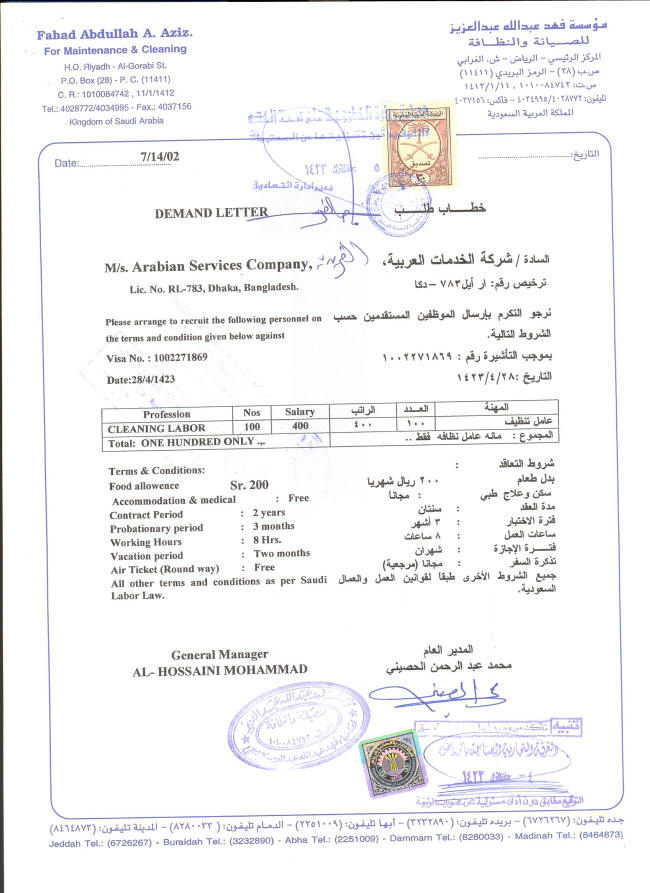 Fahad Abdullah A. Aziz.
For Maintenance & Cleaning
H.O. Riyadh - Al-Gorabi St.
P.O. Box (28) - P. C. (11411)
C. R.: 1010084742 , 11/1/1412
Tel.: 4028772/4034995 - Fax.: 4037156
Kingdom of Saudi Arabia
مؤسسة فهد عبدالله عبدالعزيز
للصيانة والنظافة
المركز الرئيسي - الرياض - ش. الغرابي
ص.ب (٢٨) - الرمز البريدي (١١٤١١)
س.ت: ١٠١٠٠٨٤٧٤٢ ، ١٤١٢/١/١١
تليفون: ٤٠٢٨٧٧٢/٤٠٣٤٩٩٥ - فاكس: ٤٠٣٧١٥٦
المملكة العربية السعودية
Date: 7/14/02
التاريخ:
تصديق
١٤٢٣
مدير إدارة التصاديق
DEMAND LETTER
خطـــاب طلـــب
M/s. Arabian Services Company,
السادة / شركة الخدمات العربية،
Lic. No. RL-783, Dhaka, Bangladesh.
ترخيص رقم: ار أيل ٧٨٣ - دكا
Please arrange to recruit the following personnel on
the terms and condition given below against
نرجو التكرم بإرسال الموظفين المستقدمين حسب
الشروط التالية.
Visa No. : 1002271869
بموجب التأشيرة رقم : ١٠٠٢٢٧١٨٦٩
Date:28/4/1423
التاريخ :١٤٢٣/٤/٢٨
Profession Nos Salary الراتب العــدد المهنة
CLEANING LABOR 100 400 ٤٠٠ ١٠٠ عامل تنظيف
Total: ONE HUNDRED ONLY .,. المجموع : مائه عامل نظافه فقط ..
Terms & Conditions:
شروط التعاقد :
Food allowence Sr. 200
بدل طعام ٢٠٠ ريال شهريا
Accommodation & medical : Free
سكن وعلاج طبي : مجانا
Contract Period : 2 years
مدة العقد : سنتان
Probationary period : 3 months
فترة الاختبار : ٣ أشهر
Working Hours : 8 Hrs.
ساعات العمل : ٨ ساعات
Vacation period : Two months
فتــرة الإجازة : شهران
Air Ticket (Round way) : Free
تذكرة السفر : مجانا (مرجعية)
All other terms and conditions as per Saudi
Labor Law.
جميع الشروط الأخرى طبقا لقوانين العمل والعمال
السعودية.
General Manager
AL- HOSSAINI MOHAMMAD
المدير العام
محمد عبد الرحمن الحصيني
تنبيه
١٤٢٣
جده تليفون: (٦٧٢٦٢٦٧) - بريده تليفون: (٣٢٣٢٨٩٠) - أبها تليفون: (٢٢٥١٠٠٩) - الدمام تليفون: (٨٢٨٠٠٣٣) - المدينة تليفون: (٨٤٦٤٨٧٣)
Jeddah Tel.: (6726267) - Buraidah Tel.: (3232890) - Abha Tel.: (2251009) - Dammam Tel.: (8280033) - Madinah Tel.: (8464873)